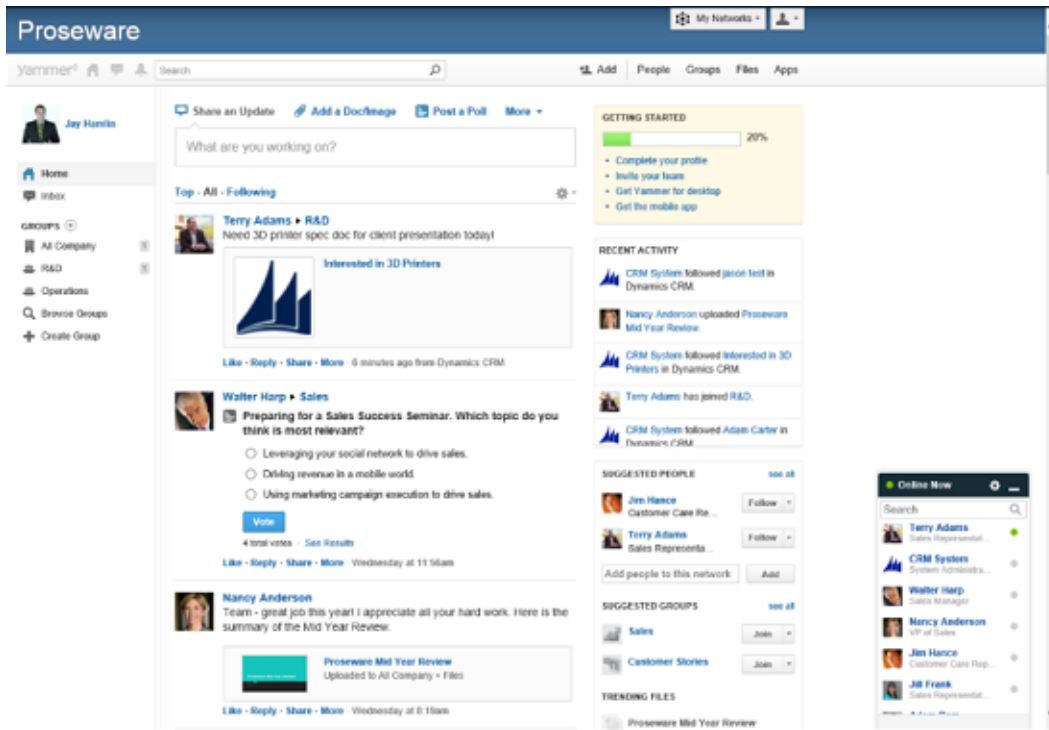 Proseware
My Networks
yammer
Search
Add People Groups Files Apps
Jay Hamlin
Home
Inbox
GROUPS
All Company
R&D
Operations
Browse Groups
Create Group
Share an Update Add a Doc/Image Post a Poll More
What are you working on?
Top · All · Following
Terry Adams ▸ R&D
Need 3D printer spec doc for client presentation today!
Interested in 3D Printers
Like · Reply · Share · More · 6 minutes ago from Dynamics CRM
Walter Harp ▸ Sales
Preparing for a Sales Success Seminar. Which topic do you
think is most relevant?
Leveraging your social network to drive sales.
Driving revenue in a mobile world.
Using marketing campaign execution to drive sales.
Vote
4 total votes · See Results
Like · Reply · Share · More · Wednesday at 11:56am
Nancy Anderson
Team - great job this year! I appreciate all your hard work. Here is the
summary of the Mid Year Review.
Proseware Mid Year Review
Uploaded to All Company • Files
Like · Reply · Share · More · Wednesday at 8:19am
GETTING STARTED
20%
• Complete your profile
• Invite your team
• Get Yammer for desktop
• Get the mobile app
RECENT ACTIVITY
CRM System followed jason test in
Dynamics CRM.
Nancy Anderson uploaded Proseware
Mid Year Review.
CRM System followed Interested in 3D
Printers in Dynamics CRM.
Terry Adams has joined R&D.
CRM System followed Adam Carter in
Dynamics CRM
SUGGESTED PEOPLE see all
Jim Hance
Customer Care Re...
Follow
Terry Adams
Sales Representa...
Follow
Add people to this network Add
SUGGESTED GROUPS see all
Sales Join
Customer Stories Join
TRENDING FILES
Proseware Mid Year Review
Online Now
Search
Terry Adams
Sales Representat...
CRM System
System Administra...
Walter Harp
Sales Manager
Nancy Anderson
VP of Sales
Jim Hance
Customer Care Rep...
Jill Frank
Sales Representat...